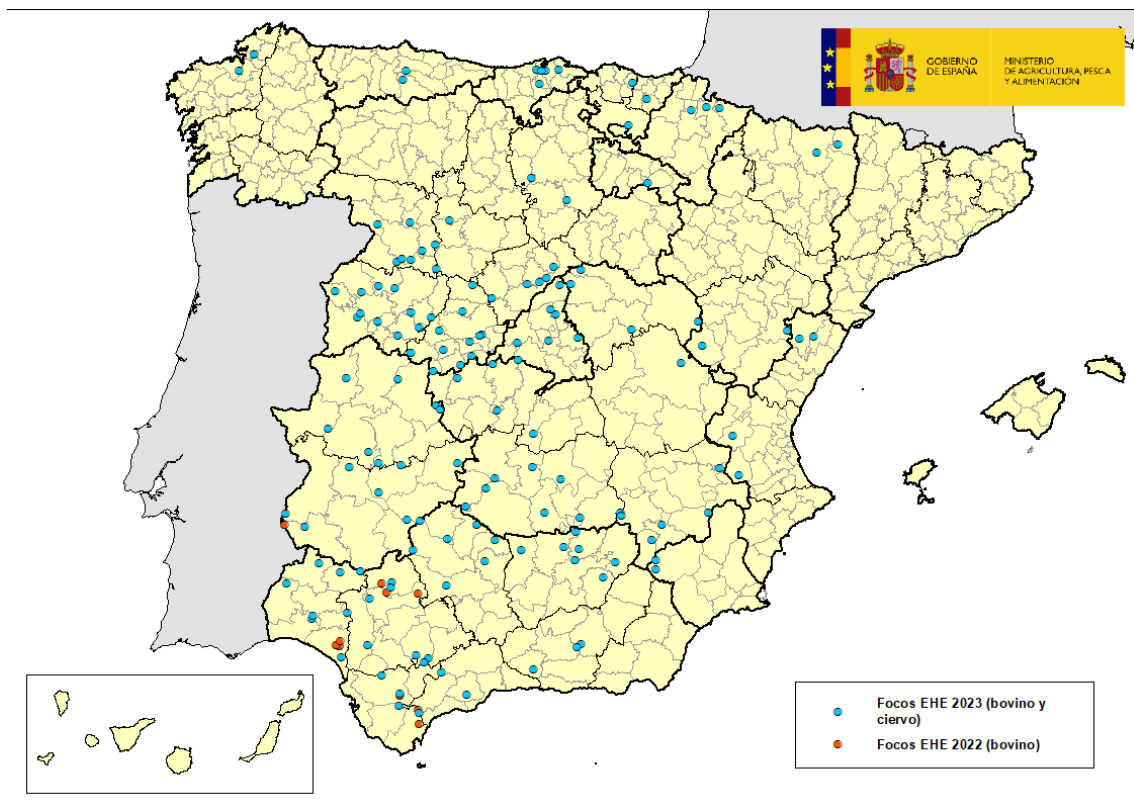 GOBIERNO
DE ESPAÑA
MINISTERIO
DE AGRICULTURA, PESCA
Y ALIMENTACIÓN
Focos EHE 2023 (bovino y
ciervo)
Focos EHE 2022 (bovino)